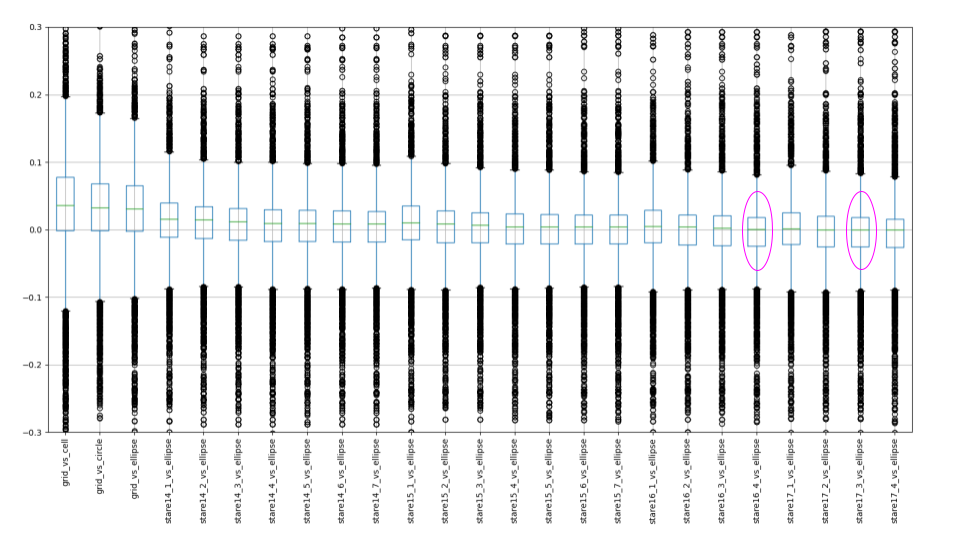 0.3
0.2
0.1
0.0
−0.1
−0.2
−0.3
grid_vs_cell
grid_vs_circle
grid_vs_ellipse
stare14_1_vs_ellipse
stare14_2_vs_ellipse
stare14_3_vs_ellipse
stare14_4_vs_ellipse
stare14_5_vs_ellipse
stare14_6_vs_ellipse
stare14_7_vs_ellipse
stare15_1_vs_ellipse
stare15_2_vs_ellipse
stare15_3_vs_ellipse
stare15_4_vs_ellipse
stare15_5_vs_ellipse
stare15_6_vs_ellipse
stare15_7_vs_ellipse
stare16_1_vs_ellipse
stare16_2_vs_ellipse
stare16_3_vs_ellipse
stare16_4_vs_ellipse
stare17_1_vs_ellipse
stare17_2_vs_ellipse
stare17_3_vs_ellipse
stare17_4_vs_ellipse